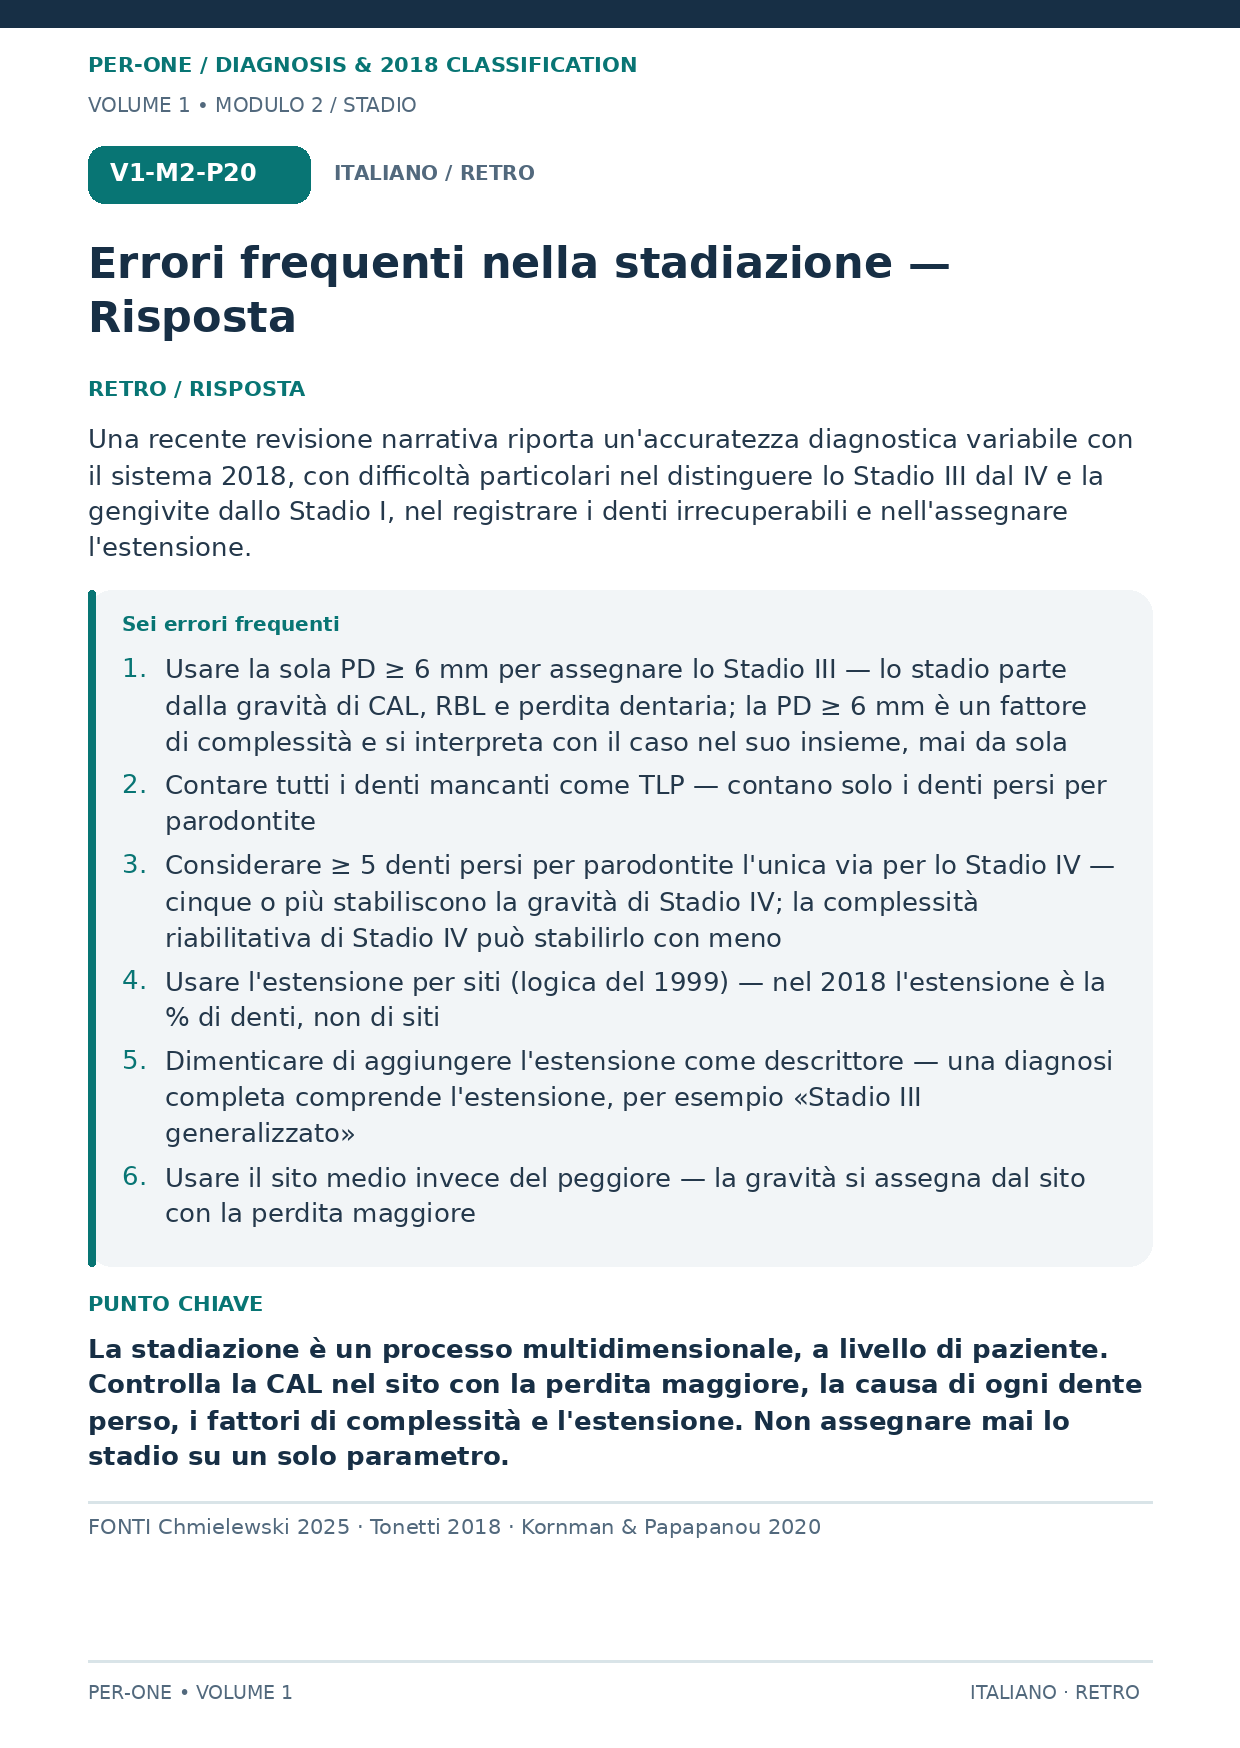 PER-ONE / DIAGNOSIS & 2018 CLASSIFICATION
VOLUME 1 • MODULO 2 / STADIO
V1-M2-P20
ITALIANO / RETRO
Errori frequenti nella stadiazione —
Risposta
RETRO / RISPOSTA
Una recente revisione narrativa riporta un'accuratezza diagnostica variabile con
il sistema 2018, con difficoltà particolari nel distinguere lo Stadio III dal IV e la
gengivite dallo Stadio I, nel registrare i denti irrecuperabili e nell'assegnare
l'estensione.
Sei errori frequenti
1. Usare la sola PD ≥ 6 mm per assegnare lo Stadio III — lo stadio parte
dalla gravità di CAL, RBL e perdita dentaria; la PD ≥ 6 mm è un fattore
di complessità e si interpreta con il caso nel suo insieme, mai da sola
2. Contare tutti i denti mancanti come TLP — contano solo i denti persi per
parodontite
3. Considerare ≥ 5 denti persi per parodontite l'unica via per lo Stadio IV —
cinque o più stabiliscono la gravità di Stadio IV; la complessità
riabilitativa di Stadio IV può stabilirlo con meno
4. Usare l'estensione per siti (logica del 1999) — nel 2018 l'estensione è la
% di denti, non di siti
5. Dimenticare di aggiungere l'estensione come descrittore — una diagnosi
completa comprende l'estensione, per esempio «Stadio III
generalizzato»
6. Usare il sito medio invece del peggiore — la gravità si assegna dal sito
con la perdita maggiore
PUNTO CHIAVE
La stadiazione è un processo multidimensionale, a livello di paziente.
Controlla la CAL nel sito con la perdita maggiore, la causa di ogni dente
perso, i fattori di complessità e l'estensione. Non assegnare mai lo
stadio su un solo parametro.
FONTI Chmielewski 2025 · Tonetti 2018 · Kornman & Papapanou 2020
PER-ONE • VOLUME 1
ITALIANO · RETRO